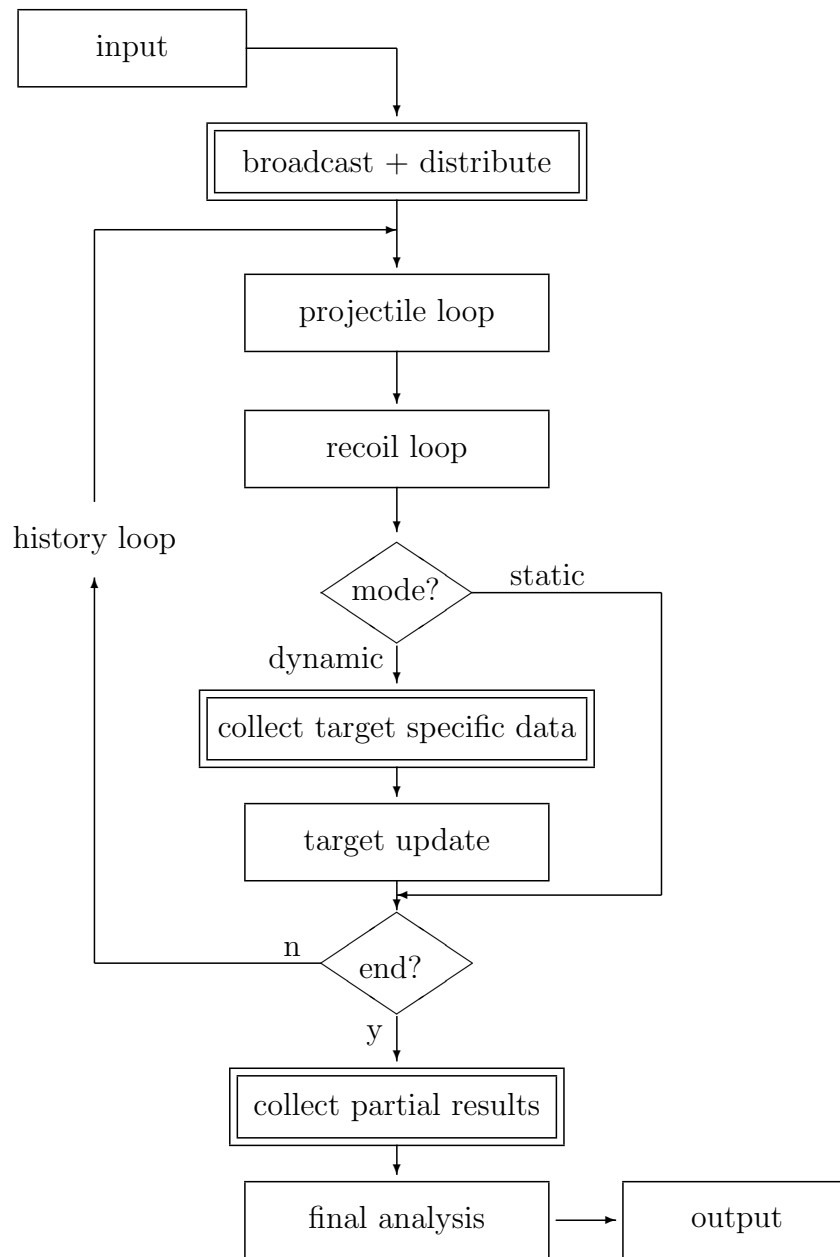 input
broadcast + distribute
projectile loop
recoil loop
history loop
mode?
static
dynamic
collect target specific data
target update
n
end?
y
collect partial results
final analysis
output